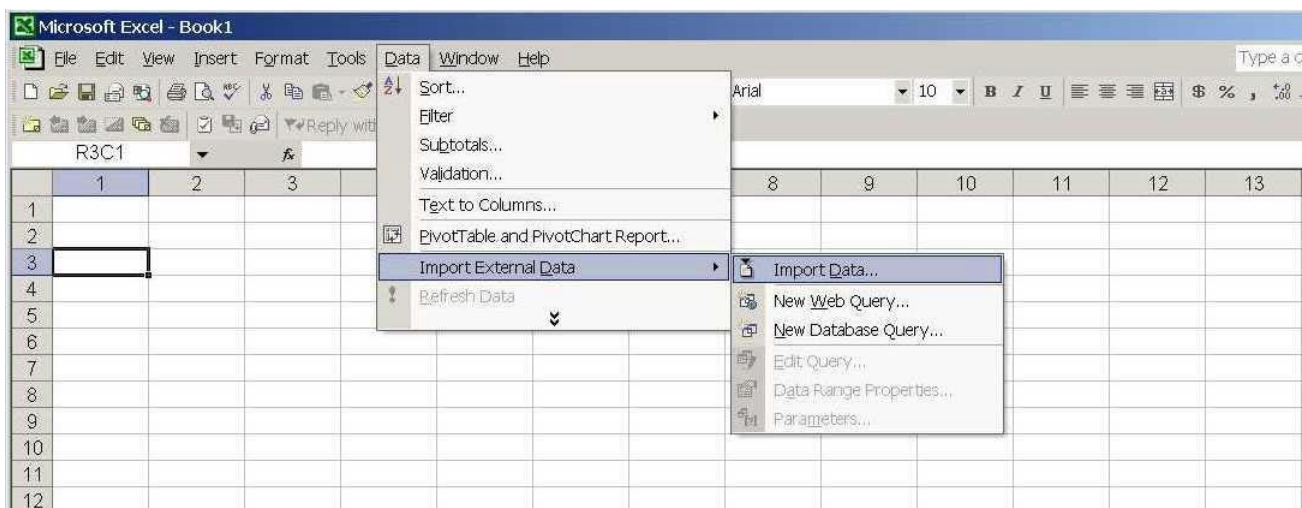 Microsoft Excel - Book1
File Edit View Insert Format Tools Data Window Help Type a
Arial 10 B I U $ % ,
Reply
R3C1 fx
Sort...
Filter
Subtotals...
Validation...
Text to Columns...
PivotTable and PivotChart Report...
Import External Data
Refresh Data
Import Data...
New Web Query...
New Database Query...
Edit Query...
Data Range Properties...
Parameters...
1 2 3 8 9 10 11 12 13
1
2
3
4
5
6
7
8
9
10
11
12